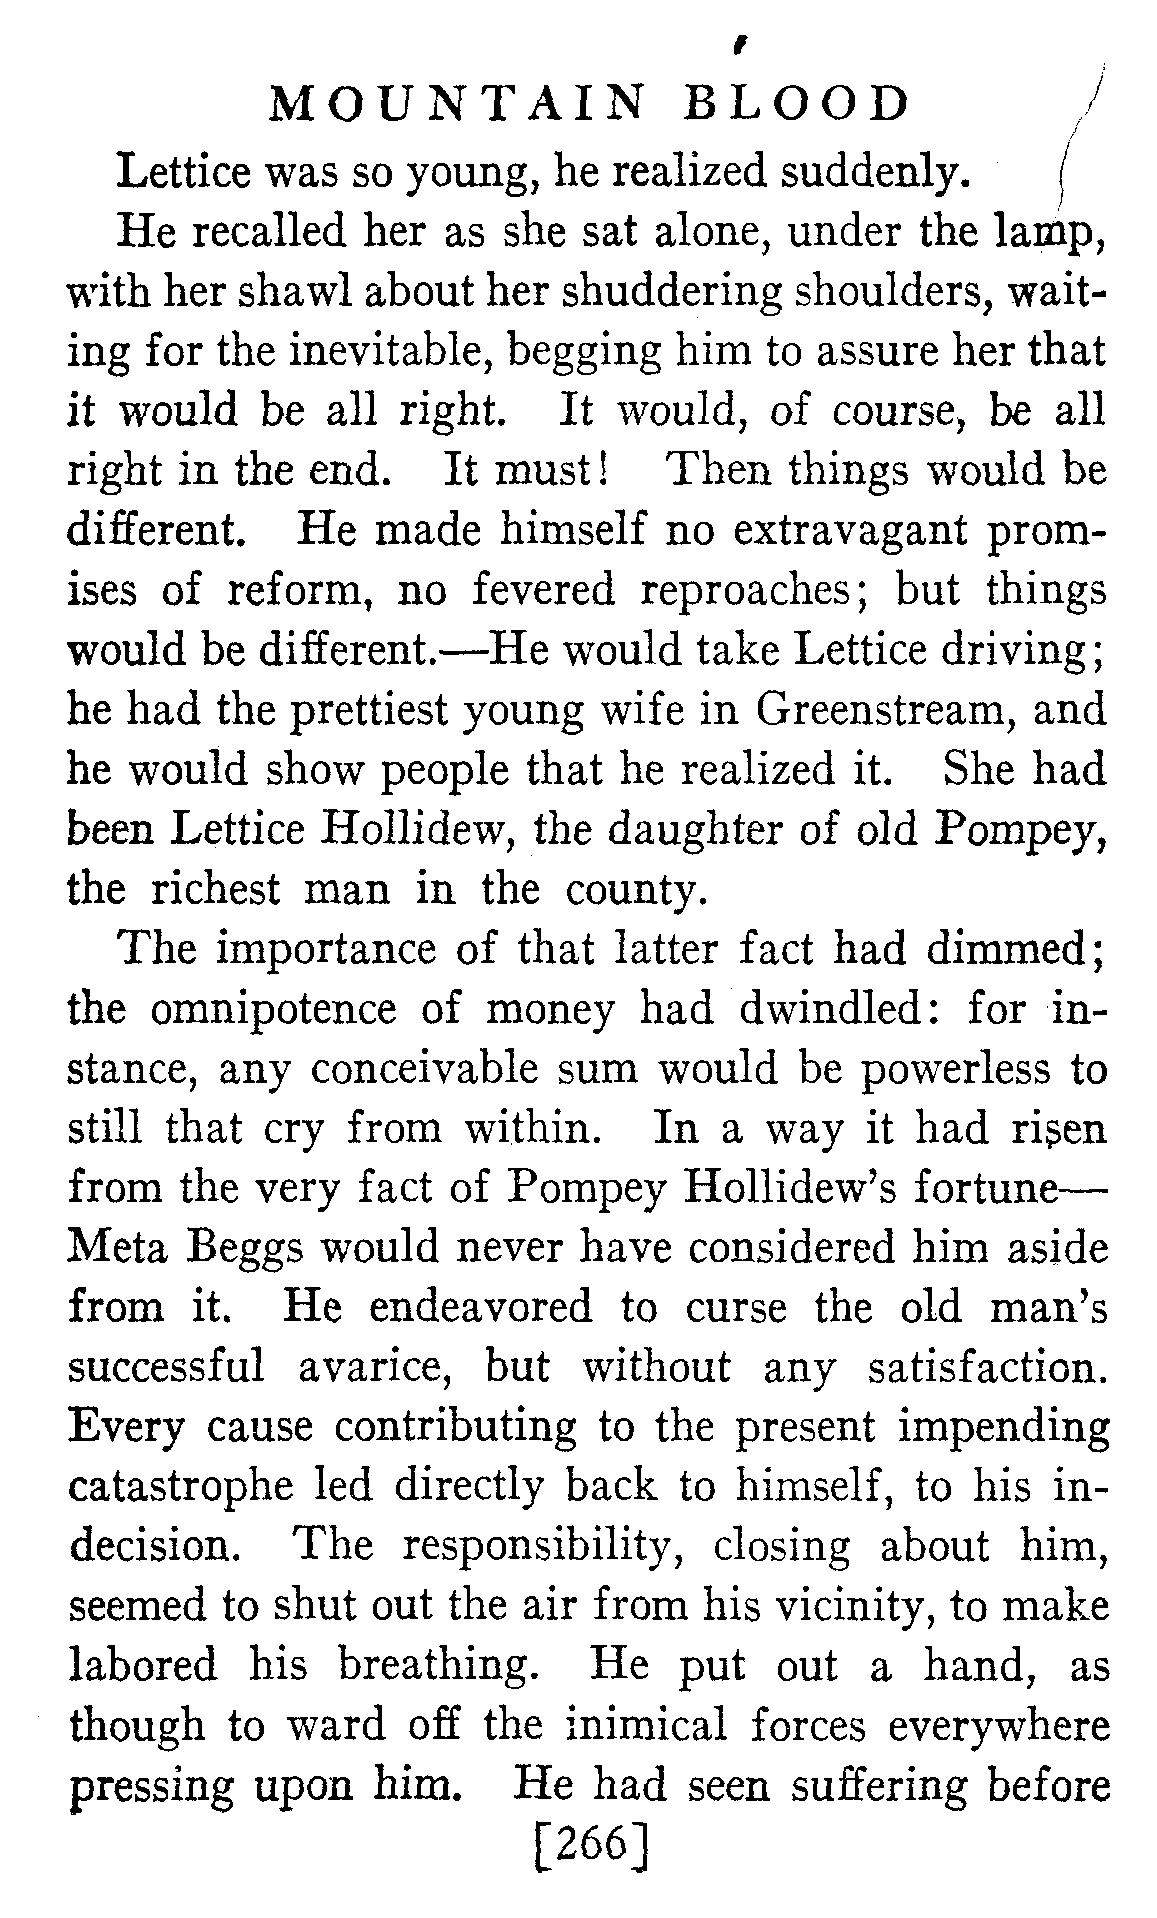 MOUNTAIN BLOOD
Lettice was so young, he realized suddenly.
He recalled her as she sat alone, under the lamp,
with her shawl about her shuddering shoulders, wait-
ing for the inevitable, begging him to assure her that
it would be all right. It would, of course, be all
right in the end. It must! Then things would be
different. He made himself no extravagant prom-
ises of reform, no fevered reproaches; but things
would be different.—He would take Lettice driving;
he had the prettiest young wife in Greenstream, and
he would show people that he realized it. She had
been Lettice Hollidew, the daughter of old Pompey,
the richest man in the county.
The importance of that latter fact had dimmed;
the omnipotence of money had dwindled: for in-
stance, any conceivable sum would be powerless to
still that cry from within. In a way it had risen
from the very fact of Pompey Hollidew's fortune—
Meta Beggs would never have considered him aside
from it. He endeavored to curse the old man's
successful avarice, but without any satisfaction.
Every cause contributing to the present impending
catastrophe led directly back to himself, to his in-
decision. The responsibility, closing about him,
seemed to shut out the air from his vicinity, to make
labored his breathing. He put out a hand, as
though to ward off the inimical forces everywhere
pressing upon him. He had seen suffering before
[266]